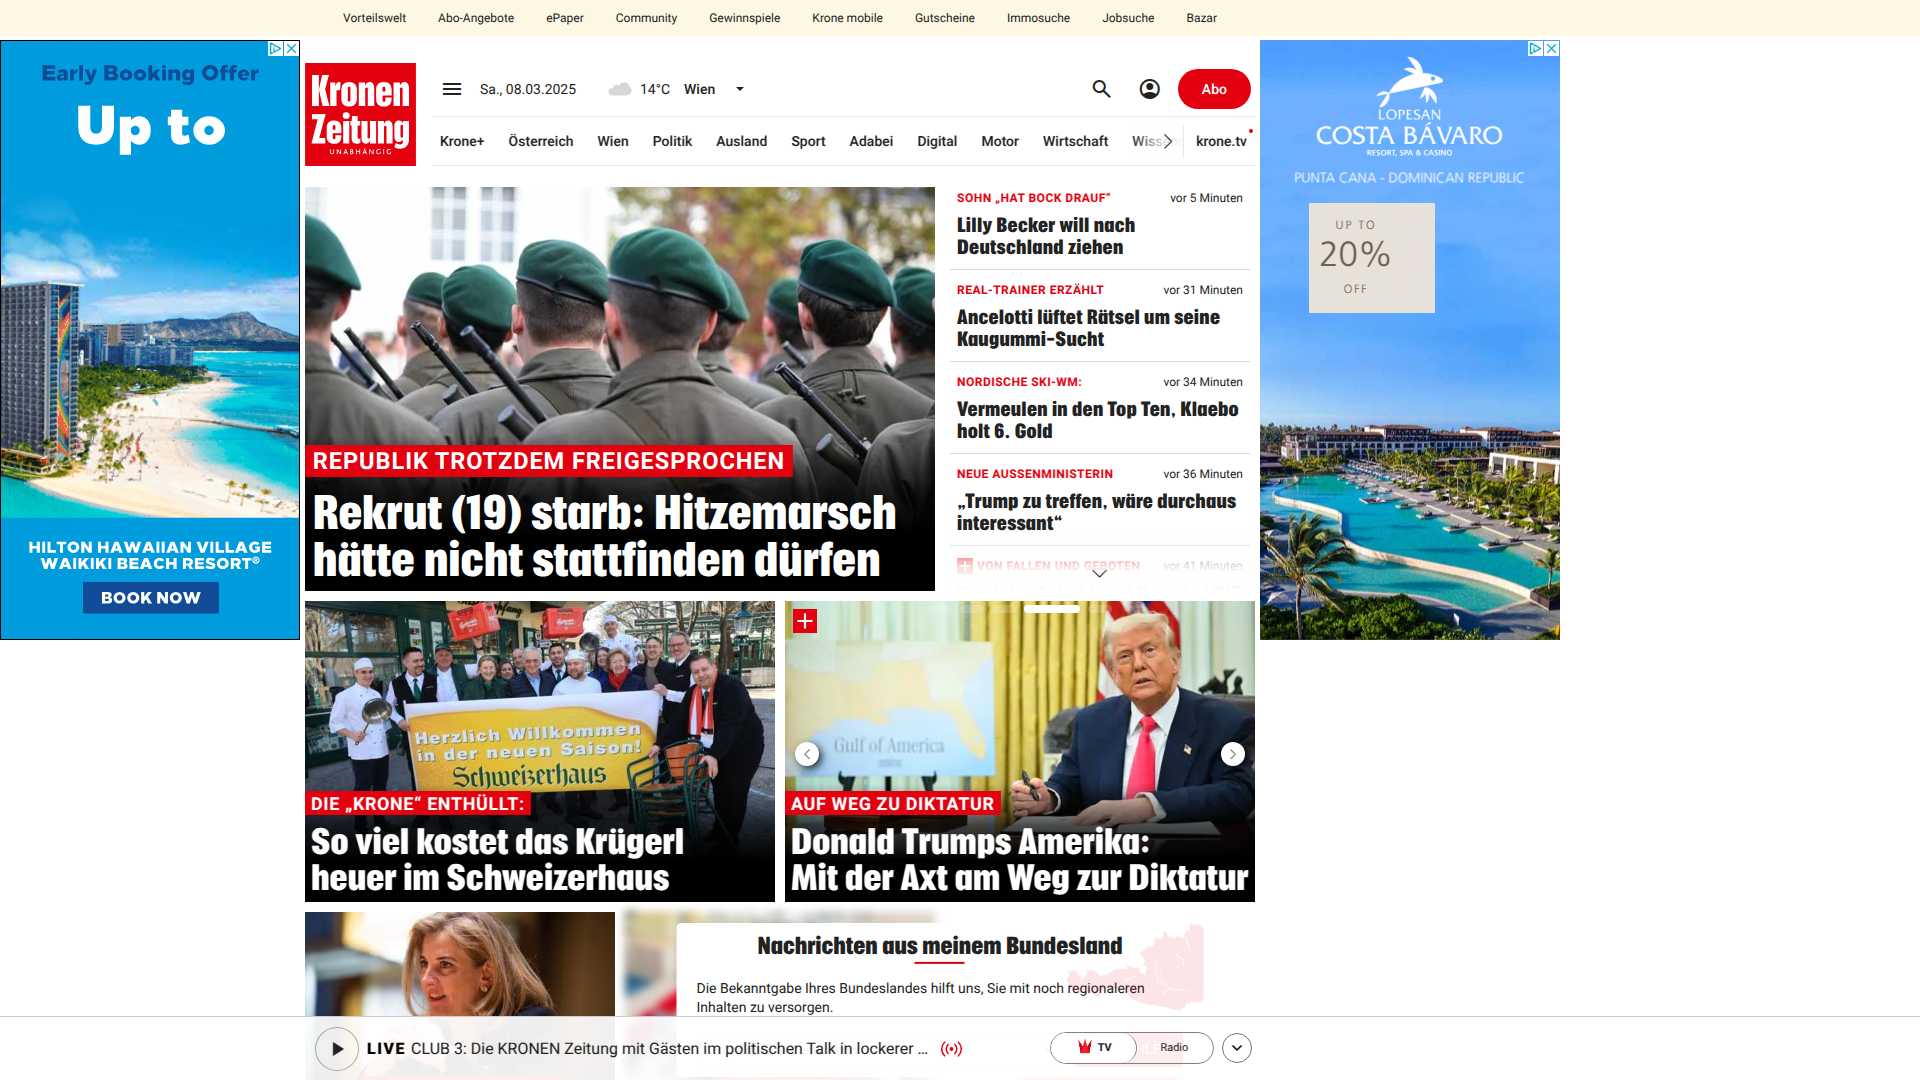 Vorteilswelt
Abo-Angebote
ePaper
Community
Gewinnspiele
Krone mobile
Gutscheine
Immosuche
Jobsuche
Bazar
Early Booking Offer
Up to
HILTON HAWAIIAN VILLAGE
WAIKIKI BEACH RESORT®
BOOK NOW
Kronen
Zeitung
UNABHÄNGIG
Sa., 08.03.2025
14°C
Wien
Abo
Krone+
Österreich
Wien
Politik
Ausland
Sport
Adabei
Digital
Motor
Wirtschaft
krone.tv
REPUBLIK TROTZDEM FREIGESPROCHEN
Rekrut (19) starb: Hitzemarsch
hätte nicht stattfinden dürfen
SOHN „HAT BOCK DRAUF“
vor 5 Minuten
Lilly Becker will nach
Deutschland ziehen
REAL-TRAINER ERZÄHLT
vor 31 Minuten
Ancelotti lüftet Rätsel um seine
Kaugummi-Sucht
NORDISCHE SKI-WM:
vor 34 Minuten
Vermeulen in den Top Ten, Klaebo
holt 6. Gold
NEUE AUSSENMINISTERIN
vor 36 Minuten
„Trump zu treffen, wäre durchaus
interessant“
VON FALLEN UND GEBOTEN
vor 41 Minuten
LOPESAN
COSTA BÁVARO
RESORT, SPA & CASINO
PUNTA CANA - DOMINICAN REPUBLIC
UP TO
20%
OFF
Herzlich Willkommen
in der neuen Saison!
Schweizerhaus
DIE „KRONE“ ENTHÜLLT:
So viel kostet das Krügerl
heuer im Schweizerhaus
Gulf of America
AUF WEG ZU DIKTATUR
Donald Trumps Amerika:
Mit der Axt am Weg zur Diktatur
Nachrichten aus meinem Bundesland
Die Bekanntgabe Ihres Bundeslandes hilft uns, Sie mit noch regionaleren
Inhalten zu versorgen.
LIVE CLUB 3: Die KRONEN Zeitung mit Gästen im politischen Talk in lockerer ...
TV
Radio